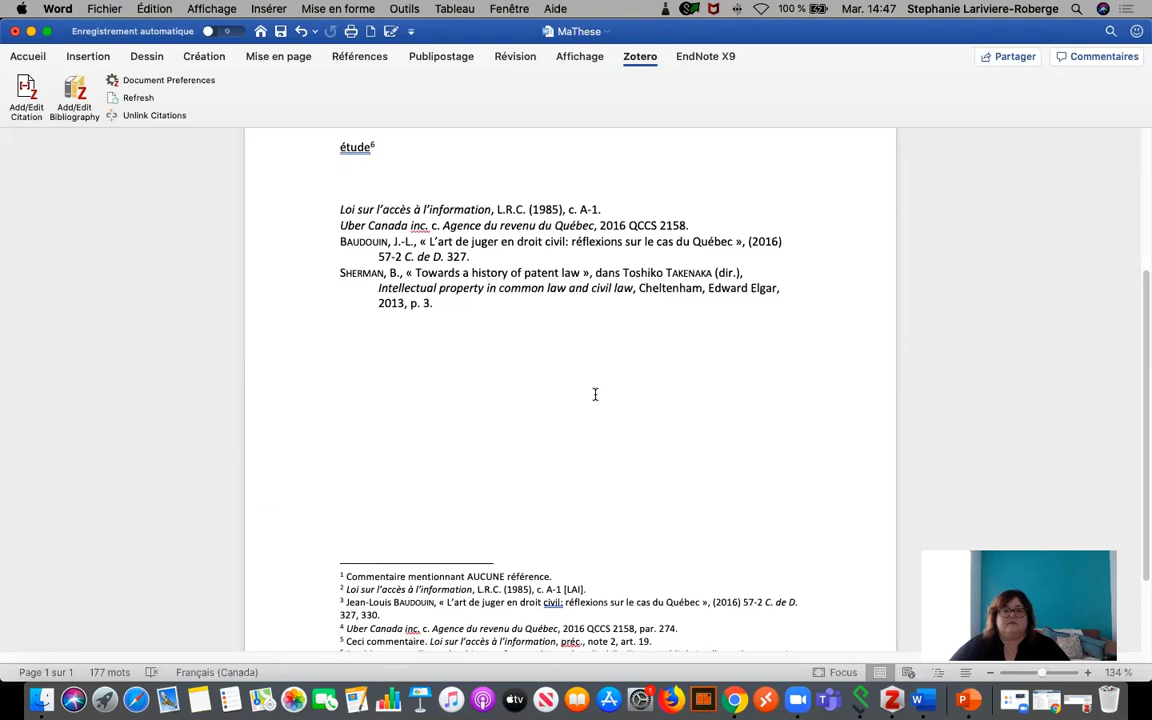 Word Fichier Édition Affichage Insérer Mise en forme Outils Tableau Fenêtre Aide 100 % Mar. 14:47 Stephanie Lariviere-Roberge
Enregistrement automatique MaThese
Accueil Insertion Dessin Création Mise en page Références Publipostage Révision Affichage Zotero EndNote X9 Partager Commentaires
Add/Edit Citation
Add/Edit Bibliography
Document Preferences
Refresh
Unlink Citations
étude6
Loi sur l’accès à l’information, L.R.C. (1985), c. A-1.
Uber Canada inc. c. Agence du revenu du Québec, 2016 QCCS 2158.
BAUDOUIN, J.-L., « L’art de juger en droit civil: réflexions sur le cas du Québec », (2016)
57-2 C. de D. 327.
SHERMAN, B., « Towards a history of patent law », dans Toshiko TAKENAKA (dir.),
Intellectual property in common law and civil law, Cheltenham, Edward Elgar,
2013, p. 3.
1 Commentaire mentionnant AUCUNE référence.
2 Loi sur l’accès à l’information, L.R.C. (1985), c. A-1 [LAI].
3 Jean-Louis BAUDOUIN, « L’art de juger en droit civil: réflexions sur le cas du Québec », (2016) 57-2 C. de D.
327, 330.
4 Uber Canada inc. c. Agence du revenu du Québec, 2016 QCCS 2158, par. 274.
5 Ceci commentaire. Loi sur l’accès à l’information, préc., note 2, art. 19.
Page 1 sur 1 177 mots Français (Canada) Focus 134 %